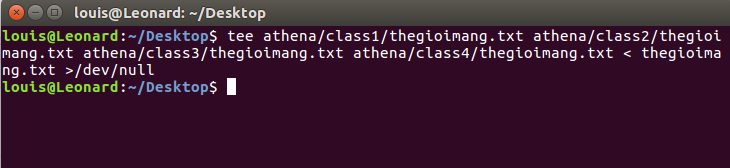 louis@Leonard: ~/Desktop
louis@Leonard:~/Desktop$ tee athena/class1/thegioimang.txt athena/class2/thegioi
mang.txt athena/class3/thegioimang.txt athena/class4/thegioimang.txt < thegioima
ng.txt >/dev/null
louis@Leonard:~/Desktop$